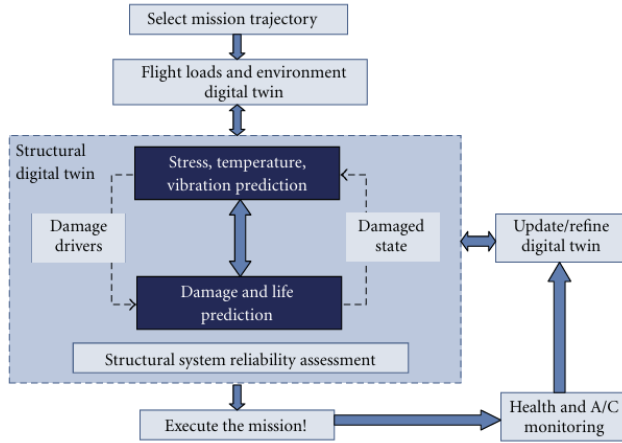 Select mission trajectory
Flight loads and environment
digital twin
Structural
digital twin
Stress, temperature,
vibration prediction
Damage
drivers
Damaged
state
Damage and life
prediction
Structural system reliability assessment
Update/refine
digital twin
Execute the mission!
Health and A/C
monitoring